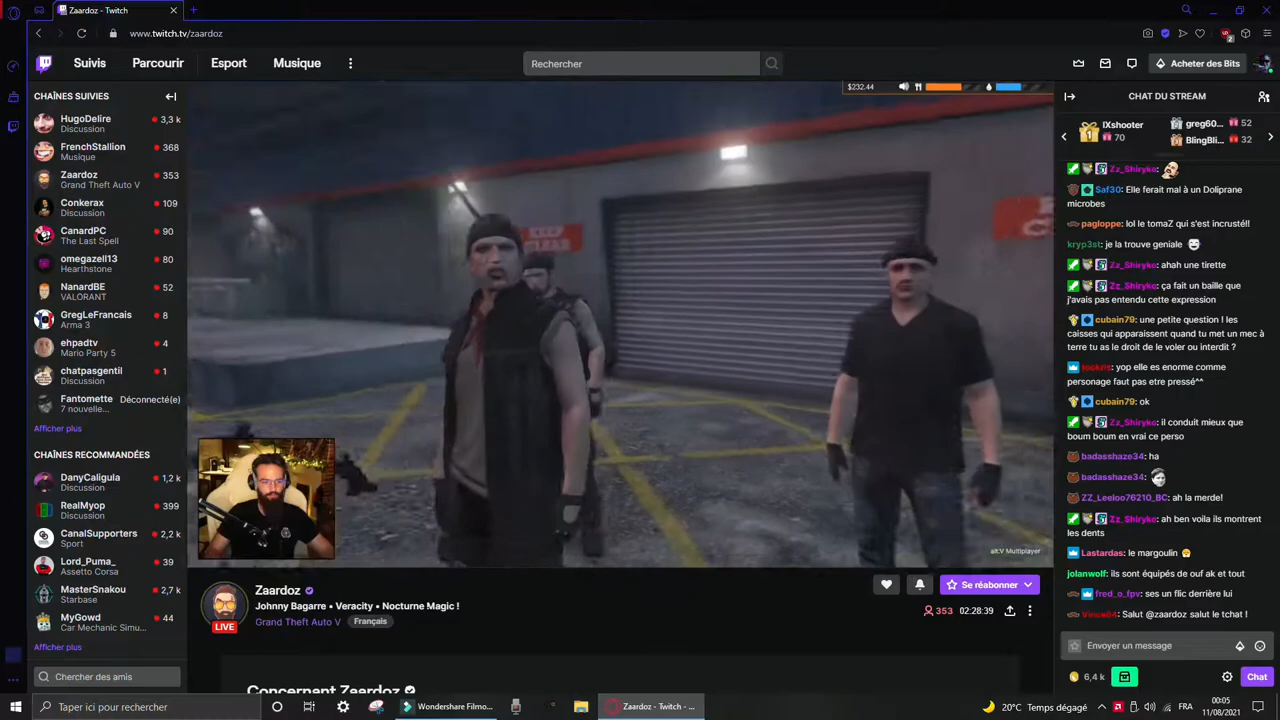 Zaardoz - Twitch
www.twitch.tv/zaardoz
Suivis
Parcourir
Esport
Musique
Rechercher
Acheter des Bits
CHAÎNES SUIVIES
HugoDelire
3,3 k
Discussion
FrenchStallion
368
Musique
Zaardoz
353
Grand Theft Auto V
Conkerax
109
Discussion
CanardPC
90
The Last Spell
omegazell13
80
Hearthstone
NanardBE
52
VALORANT
GregLeFrancais
8
Arma 3
ehpadtv
4
Mario Party 5
chatpasgentil
1
Discussion
Fantomette
Déconnecté(e)
7 nouvelle...
Afficher plus
CHAÎNES RECOMMANDÉES
DanyCaligula
1,2 k
Discussion
RealMyop
399
Discussion
CanalSupporters
2,2 k
Sport
Lord_Puma_
39
Assetto Corsa
MasterSnakou
2,7 k
Starbase
MyGowd
44
Car Mechanic Simu...
Afficher plus
Chercher des amis
$232.44
KEEP
CLEAR
alt:V Multiplayer
Zaardoz
Johnny Bagarre • Veracity • Nocturne Magic !
Grand Theft Auto V
Français
LIVE
Se réabonner
353
02:28:39
Concernant Zaardoz
CHAT DU STREAM
1
IXshooter
70
greg60...
52
BlingBli...
32
Zz_Shiryko:
Saf30: Elle ferait mal à un Doliprane
microbes
pagloppe: lol le tomaZ qui s'est incrusté!!
kryp3st: je la trouve geniale
Zz_Shiryko: ahah une tirette
Zz_Shiryko: ça fait un baille que
j'avais pas entendu cette expression
cubain79: une petite question ! les
caisses qui apparaissent quand tu met un mec à
terre tu as le droit de le voler ou interdit ?
yop elle es enorme comme
personage faut pas etre pressé^^
cubain79: ok
Zz_Shiryko: il conduit mieux que
boum boum en vrai ce perso
badasshaze34: ha
badasshaze34:
ZZ_Leeloo76210_BC: ah la merde!
Zz_Shiryko: ah ben voila ils montrent
les dents
Lastardas: le margoulin
jolanwolf: ils sont équipés de ouf ak et tout
fred_o_fpv: ses un flic derrière lui
Salut @zaardoz salut le tchat !
Envoyer un message
6,4 k
Chat
Taper ici pour rechercher
Wondershare Filmo...
Zaardoz - Twitch - ...
20°C Temps dégagé
FRA
00:05
11/08/2021